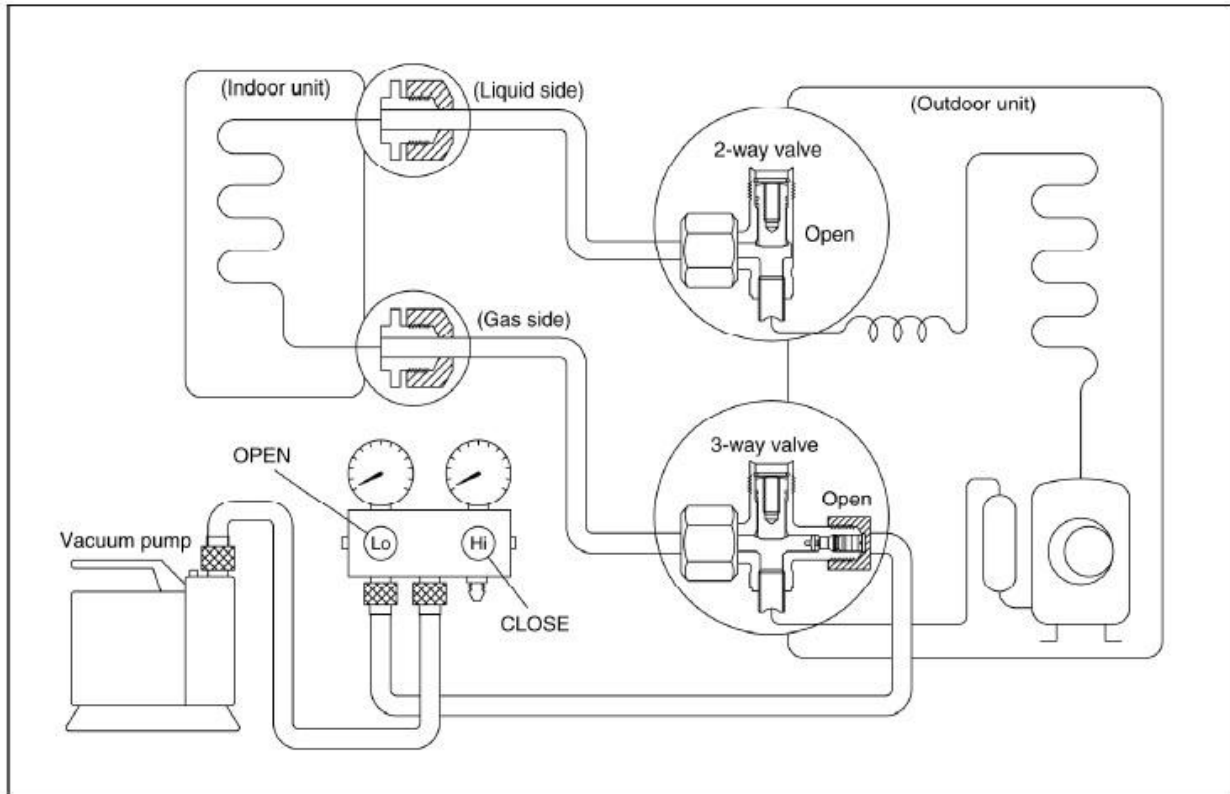 (Indoor unit)
(Liquid side)
(Outdoor unit)
2-way valve
Open
(Gas side)
3-way valve
Open
OPEN
Lo
Hi
Vacuum pump
CLOSE